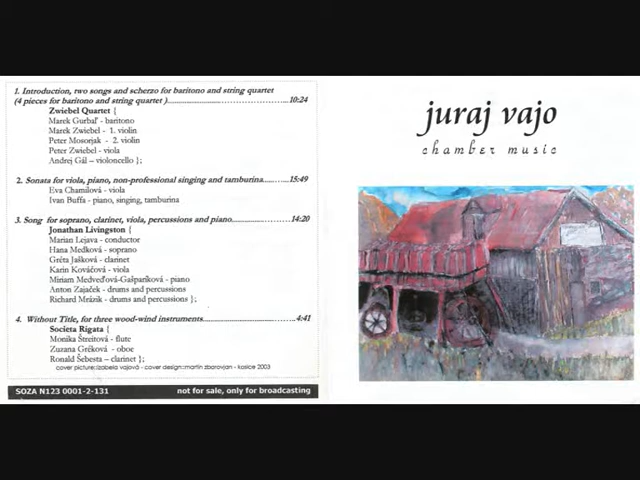 1. Introduction, two songs and scherzo for baritono and string quartet
(4 pieces for baritono and string quartet )..............................................10:24
Zwiebel Quartet {
Marek Gurbaľ - baritono
Marek Zwiebel - 1. violin
Peter Mosorjak - 2. violin
Peter Zwiebel - viola
Andrej Gál – violoncello };
2. Sonata for viola, piano, non-professional singing and tamburina...............15:49
Eva Chamilová - viola
Ivan Buffa - piano, singing, tamburina
3. Song for soprano, clarinet, viola, percussions and piano.........................14:20
Jonathan Livingston {
Marian Lejava - conductor
Hana Medková - soprano
Gréta Jašková - clarinet
Karin Kováčová - viola
Miriam Medveďová-Gašparíková - piano
Anton Zajaček - drums and percussions
Richard Mrázik - drums and percussions };
4. Without Title, for three wood-wind instruments..............................4:41
Societa Rigata {
Monika Štreitová - flute
Zuzana Gréková - oboe
Ronald Šebesta – clarinet };
cover picture::izabela vajová - cover design::martin zborovjan - kosice 2003
SOZA N123 0001-2-131 not for sale, only for broadcasting
juraj vajo
chamber music